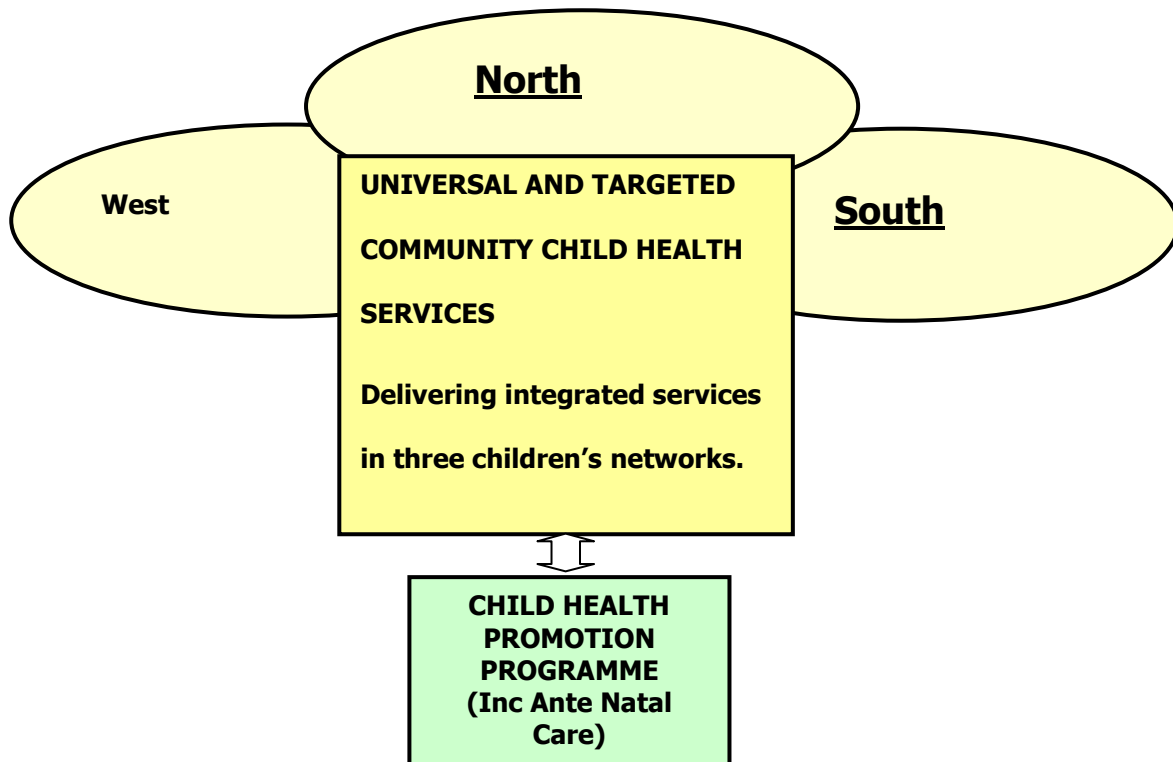 North
West
South
UNIVERSAL AND TARGETED
COMMUNITY CHILD HEALTH
SERVICES
Delivering integrated services
in three children’s networks.
CHILD HEALTH
PROMOTION
PROGRAMME
(Inc Ante Natal
Care)